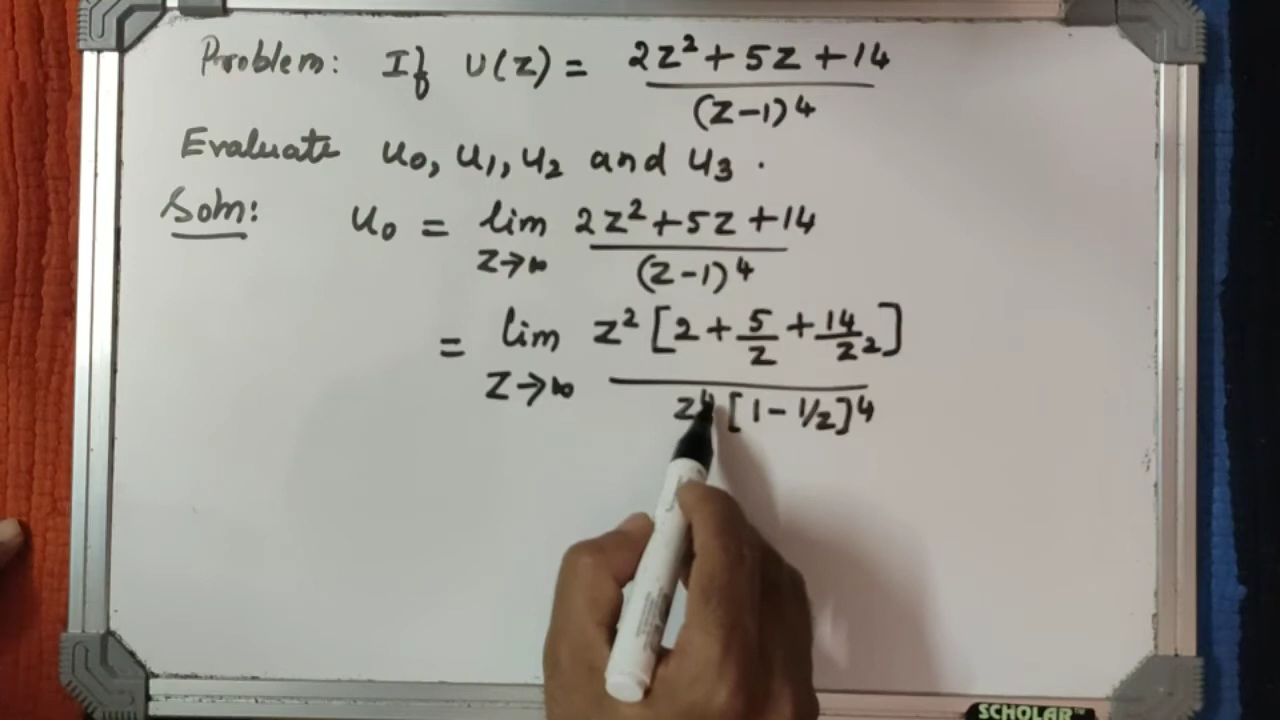 Problem: If U(z) = 2z²+5z+14 / (z-1)⁴
Evaluate u₀, u₁, u₂ and u₃.
Soln: u₀ = lim z→∞ 2z²+5z+14 / (z-1)⁴
= lim z→∞ z² [2 + 5/z + 14/z²] / z⁴ [1 - 1/z]⁴
SCHOLAR™